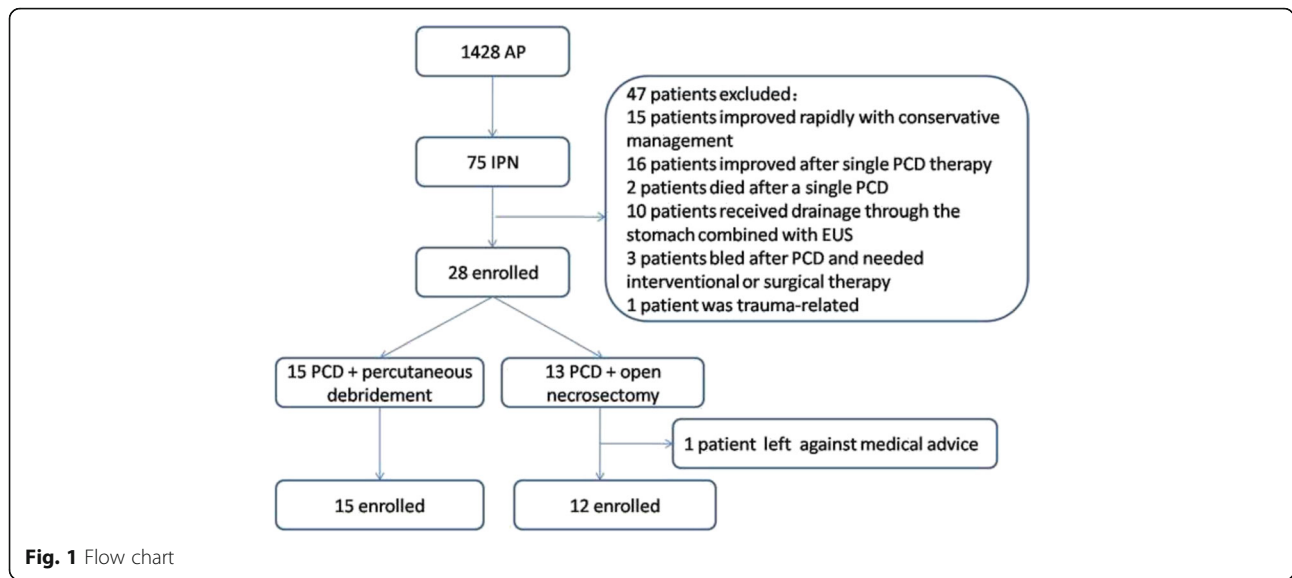 1428 AP
75 IPN
47 patients excluded：
15 patients improved rapidly with conservative
management
16 patients improved after single PCD therapy
2 patients died after a single PCD
10 patients received drainage through the
stomach combined with EUS
3 patients bled after PCD and needed
interventional or surgical therapy
1 patient was trauma-related
28 enrolled
15 PCD + percutaneous
debridement
13 PCD + open
necrosectomy
1 patient left against medical advice
15 enrolled
12 enrolled
Fig. 1 Flow chart